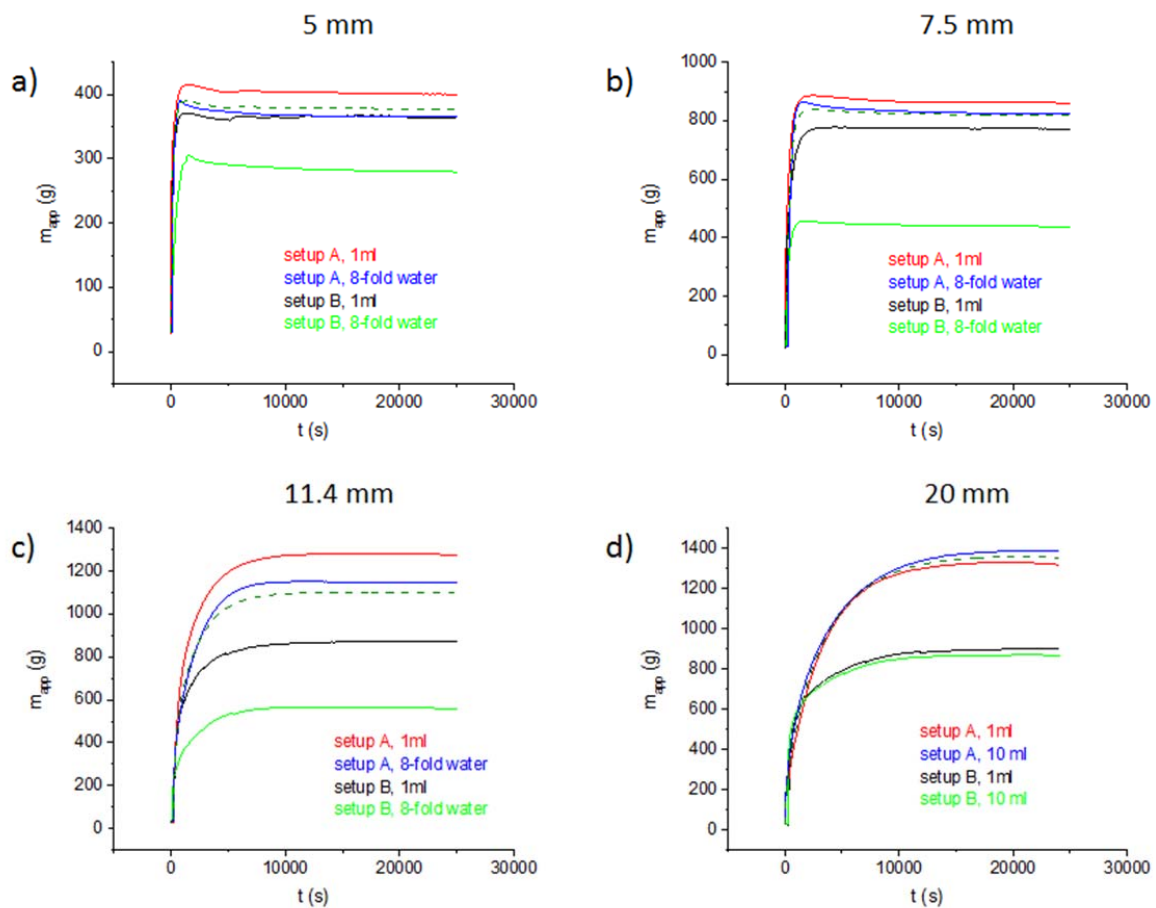 5 mm
a)
400
300
200
100
0
m_app (g)
setup A, 1ml
setup A, 8-fold water
setup B, 1ml
setup B, 8-fold water
0 10000 20000 30000
t (s)
7.5 mm
b)
1000
800
600
400
200
0
m_app (g)
setup A, 1ml
setup A, 8-fold water
setup B, 1ml
setup B, 8-fold water
0 10000 20000 30000
t (s)
11.4 mm
c)
1400
1200
1000
800
600
400
200
0
m_app (g)
setup A, 1ml
setup A, 8-fold water
setup B, 1ml
setup B, 8-fold water
0 10000 20000 30000
t (s)
20 mm
d)
1400
1200
1000
800
600
400
200
0
m_app (g)
setup A, 1ml
setup A, 10 ml
setup B, 1ml
setup B, 10 ml
0 10000 20000 30000
t (s)